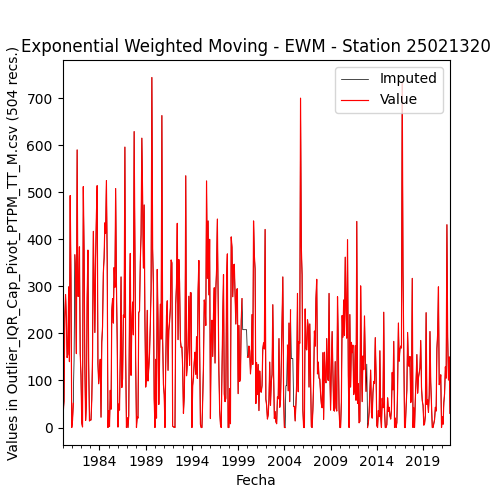 Exponential Weighted Moving - EWM - Station 25021320
Values in Outlier_IQR_Cap_Pivot_PTPM_TT_M.csv (504 recs.)
Imputed
Value
700
600
500
400
300
200
100
0
1984 1989 1994 1999 2004 2009 2014 2019
Fecha